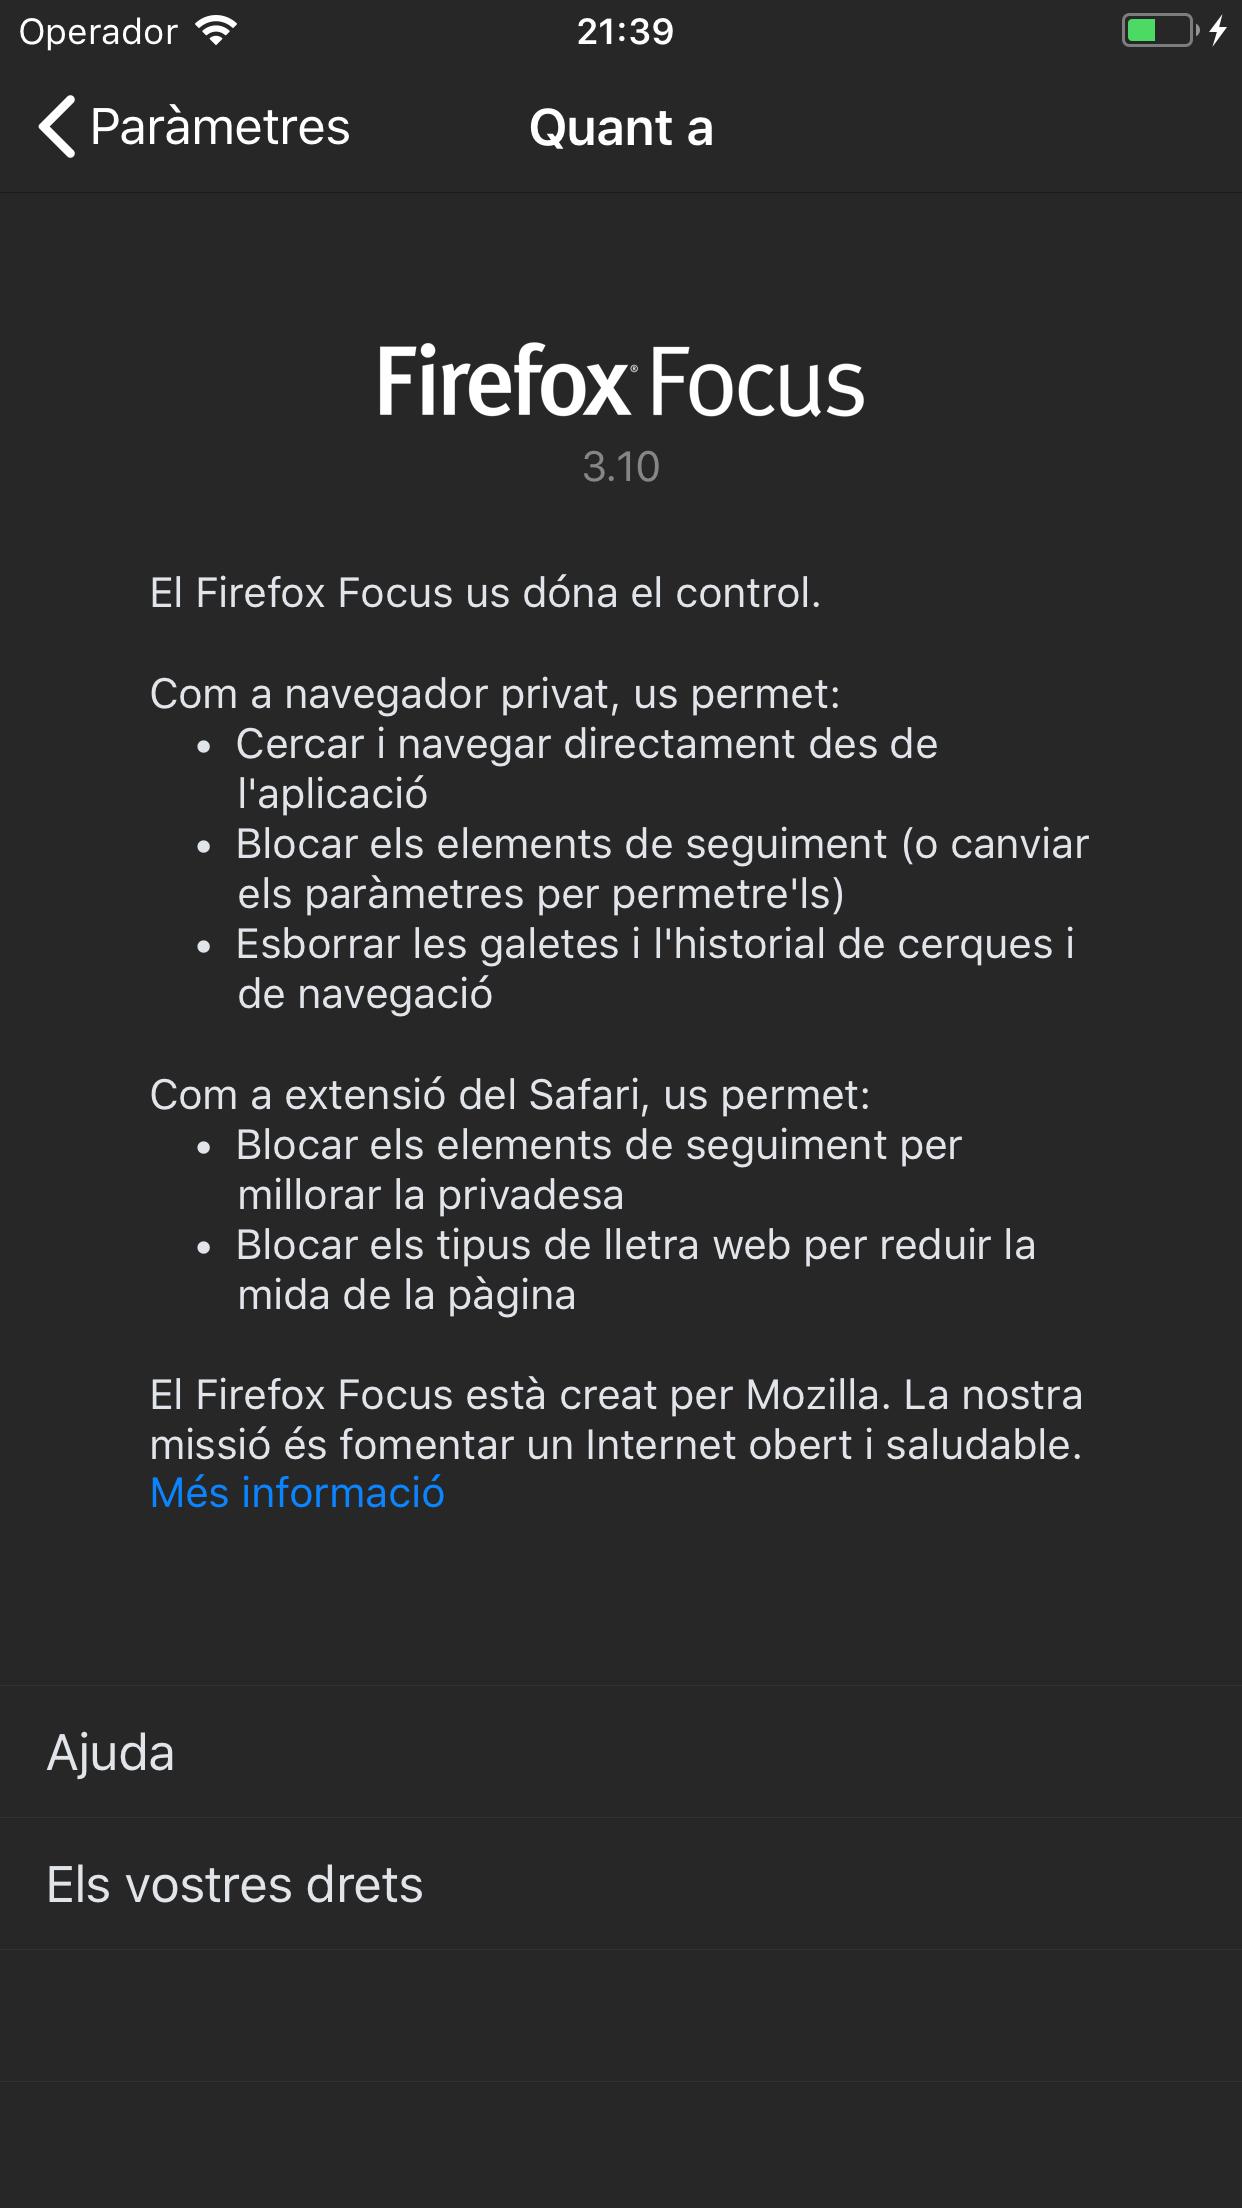 Operador
21:39
Paràmetres
Quant a
Firefox® Focus
3.10
El Firefox Focus us dóna el control.
Com a navegador privat, us permet:
• Cercar i navegar directament des de
l'aplicació
• Blocar els elements de seguiment (o canviar
els paràmetres per permetre'ls)
• Esborrar les galetes i l'historial de cerques i
de navegació
Com a extensió del Safari, us permet:
• Blocar els elements de seguiment per
millorar la privadesa
• Blocar els tipus de lletra web per reduir la
mida de la pàgina
El Firefox Focus està creat per Mozilla. La nostra
missió és fomentar un Internet obert i saludable.
Més informació
Ajuda
Els vostres drets